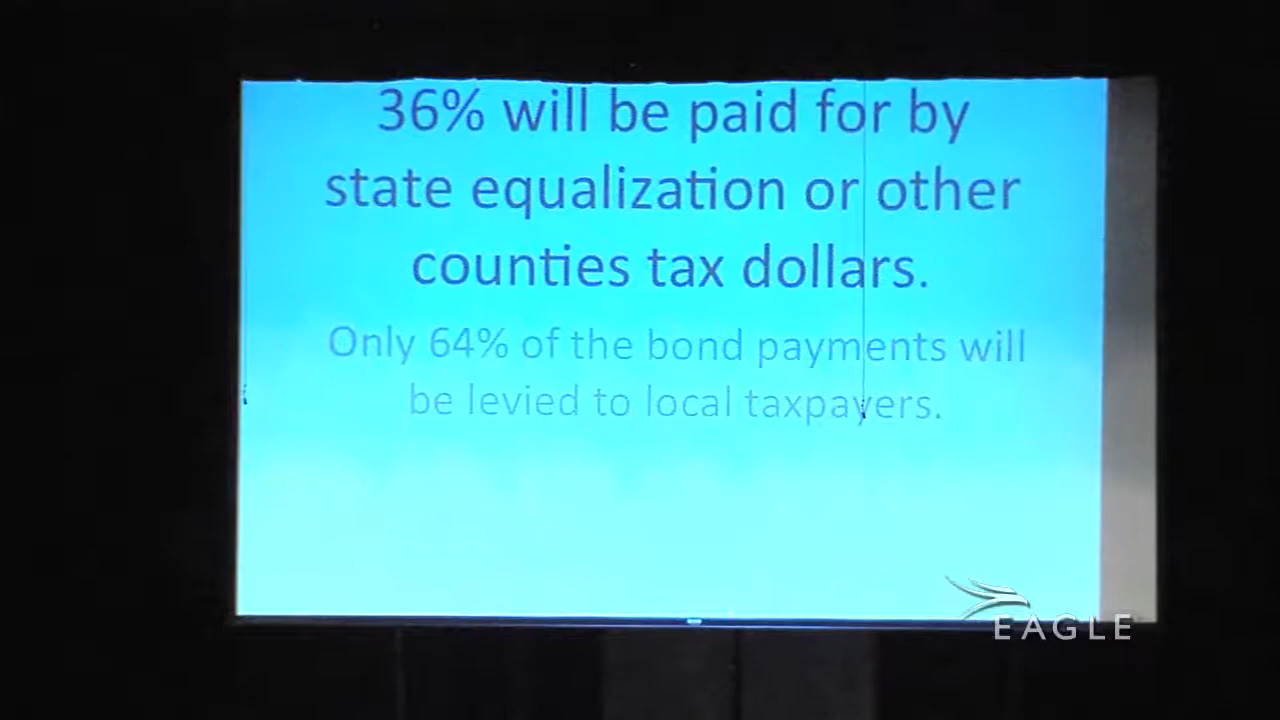 36% will be paid for by
state equalization or other
counties tax dollars.
Only 64% of the bond payments will
be levied to local taxpayers.
EAGLE